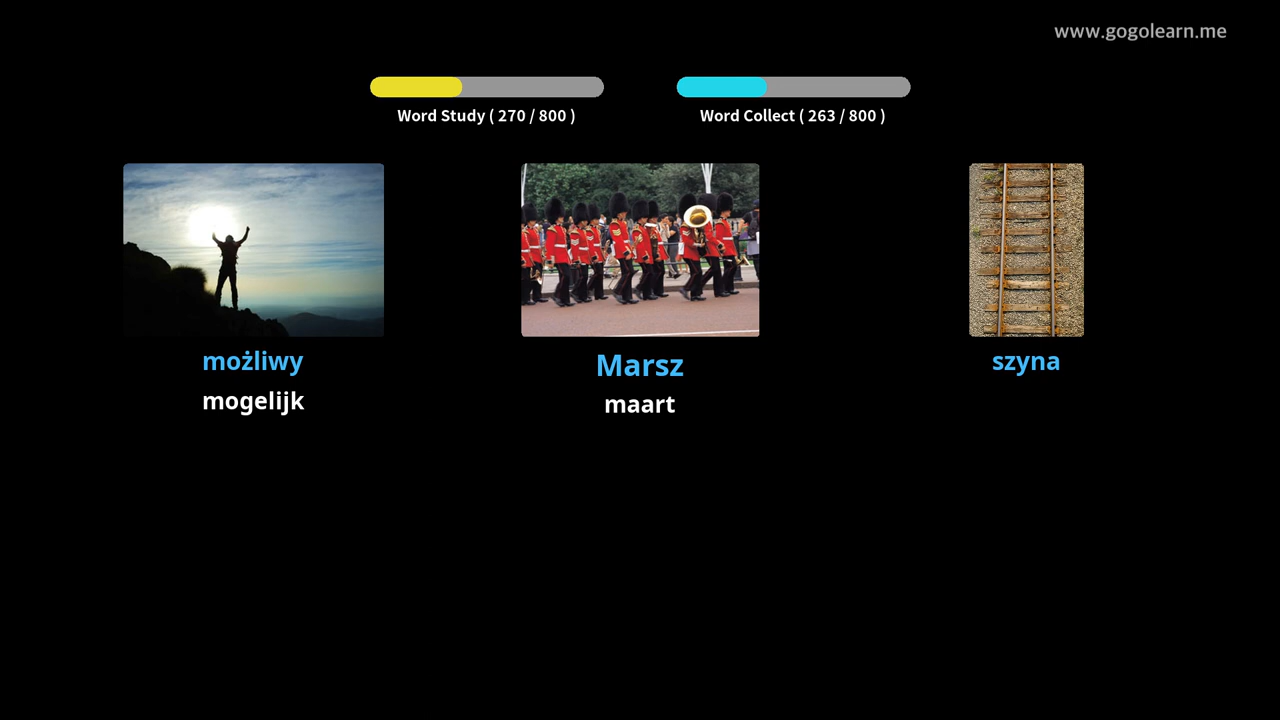 www.gogolearn.me
Word Study ( 270 / 800 )
Word Collect ( 263 / 800 )
możliwy
mogelijk
Marsz
maart
szyna